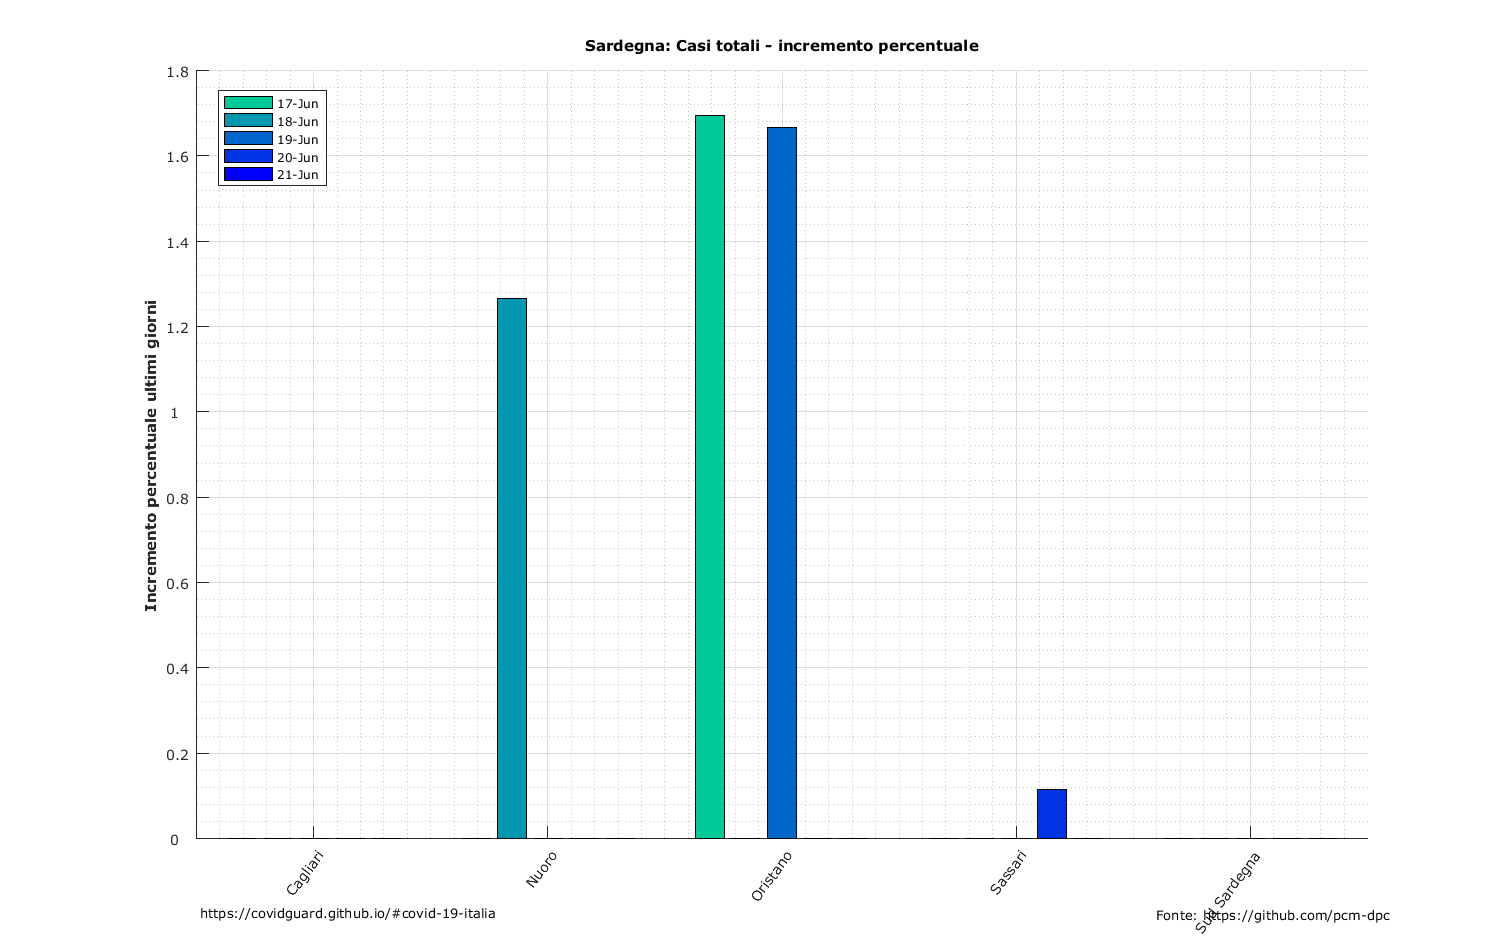 Sardegna: Casi totali - incremento percentuale
17-Jun
18-Jun
19-Jun
20-Jun
21-Jun
Incremento percentuale ultimi giorni
1.8
1.6
1.4
1.2
1
0.8
0.6
0.4
0.2
0
Cagliari
Nuoro
Oristano
Sassari
Sud Sardegna
https://covidguard.github.io/#covid-19-italia
Fonte: https://github.com/pcm-dpc